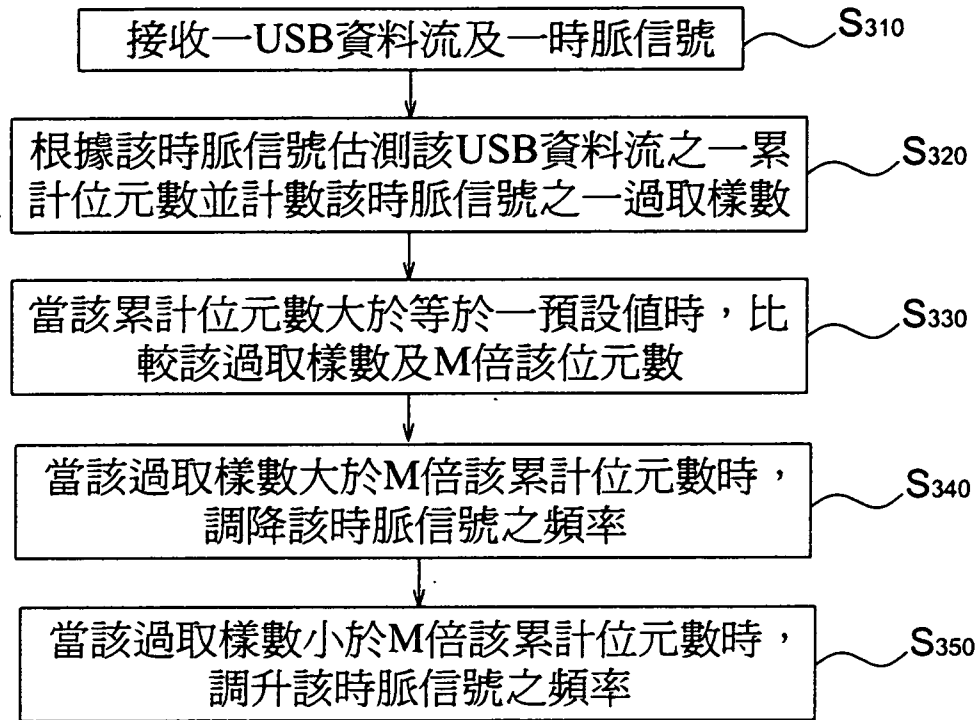 接收一USB資料流及一時脈信號
S310
根據該時脈信號估測該USB資料流之一累
計位元數並計數該時脈信號之一過取樣數
S320
當該累計位元數大於等於一預設值時，比
較該過取樣數及M倍該位元數
S330
當該過取樣數大於M倍該累計位元數時，
調降該時脈信號之頻率
S340
當該過取樣數小於M倍該累計位元數時，
調升該時脈信號之頻率
S350